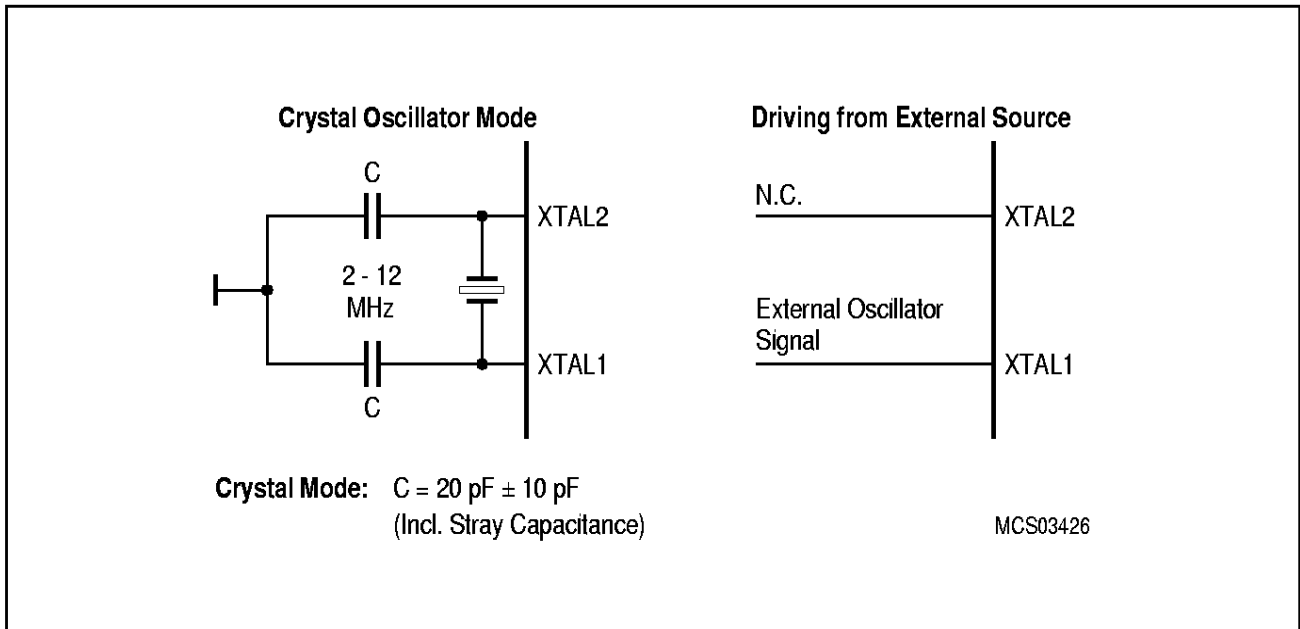 Crystal Oscillator Mode
C
XTAL2
2 - 12
MHz
XTAL1
C
Crystal Mode: C = 20 pF ± 10 pF
(Incl. Stray Capacitance)
Driving from External Source
N.C.
XTAL2
External Oscillator
Signal
XTAL1
MCS03426